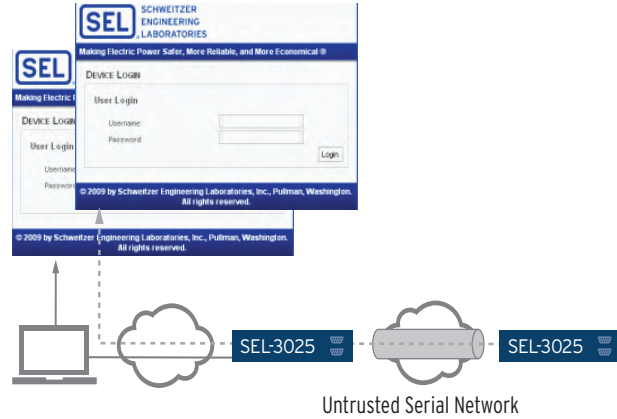 SEL
SCHWEITZER
ENGINEERING
LABORATORIES
Making Electric Power Safer, More Reliable, and More Economical ®
DEVICE LOGIN
User Login
Username:
Password:
Login
© 2009 by Schweitzer Engineering Laboratories, Inc., Pullman, Washington.
All rights reserved.
SEL
Making Electric
DEVICE LOGIN
User Login
Username
Password
© 2009 by Schweitzer Engineering Laboratories, Inc., Pullman, Washington.
All rights reserved.
SEL-3025
SEL-3025
Untrusted Serial Network